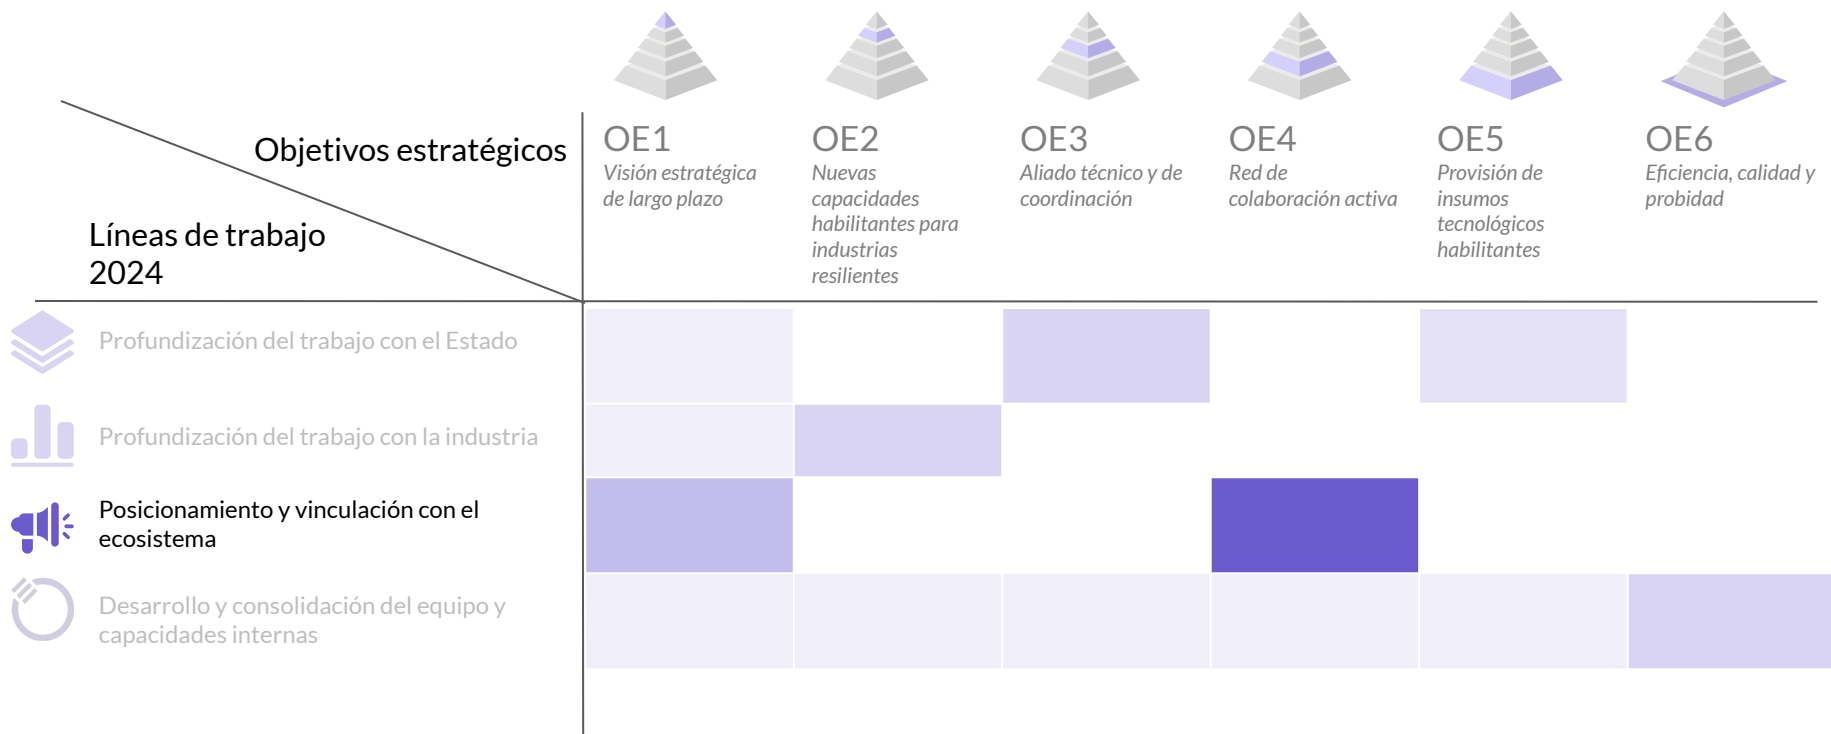 Objetivos estratégicos
Líneas de trabajo
2024
OE1
Visión estratégica
de largo plazo
OE2
Nuevas
capacidades
habilitantes para
industrias
resilientes
OE3
Aliado técnico y de
coordinación
OE4
Red de
colaboración activa
OE5
Provisión de
insumos
tecnológicos
habilitantes
OE6
Eficiencia, calidad y
probidad
Profundización del trabajo con el Estado
Profundización del trabajo con la industria
Posicionamiento y vinculación con el
ecosistema
Desarrollo y consolidación del equipo y
capacidades internas